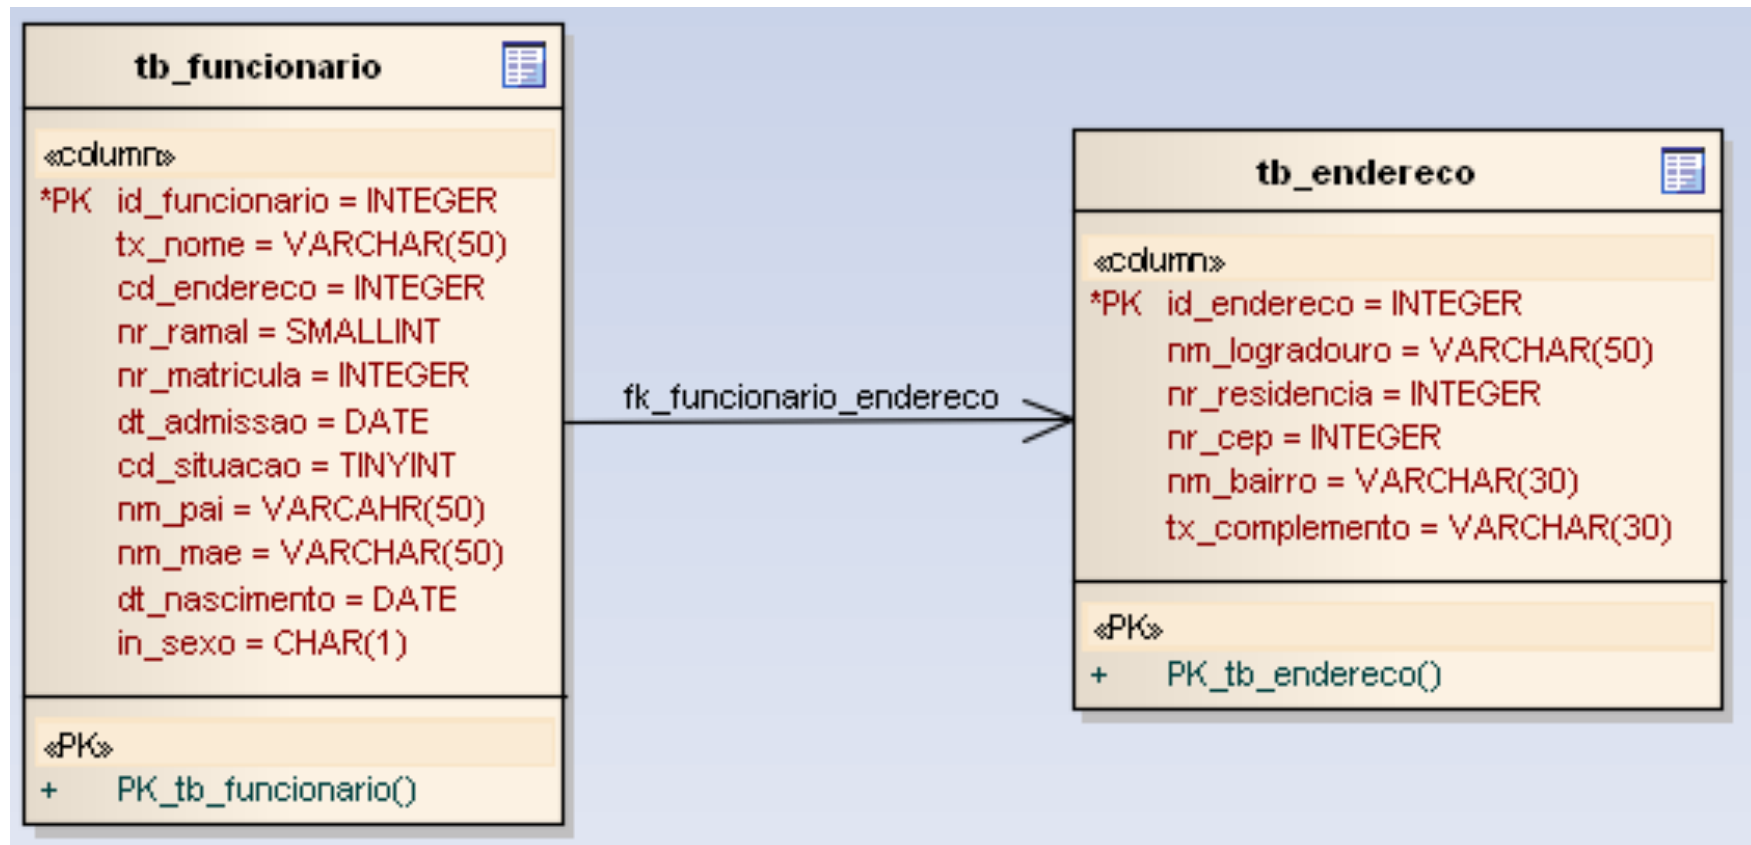 tb_funcionario
«column»
*PK id_funcionario = INTEGER
tx_nome = VARCHAR(50)
cd_endereco = INTEGER
nr_ramal = SMALLINT
nr_matricula = INTEGER
dt_admissao = DATE
cd_situacao = TINYINT
nm_pai = VARCAHR(50)
nm_mae = VARCHAR(50)
dt_nascimento = DATE
in_sexo = CHAR(1)
«PK»
+ PK_tb_funcionario()
fk_funcionario_endereco
tb_endereco
«column»
*PK id_endereco = INTEGER
nm_logradouro = VARCHAR(50)
nr_residencia = INTEGER
nr_cep = INTEGER
nm_bairro = VARCHAR(30)
tx_complemento = VARCHAR(30)
«PK»
+ PK_tb_endereco()